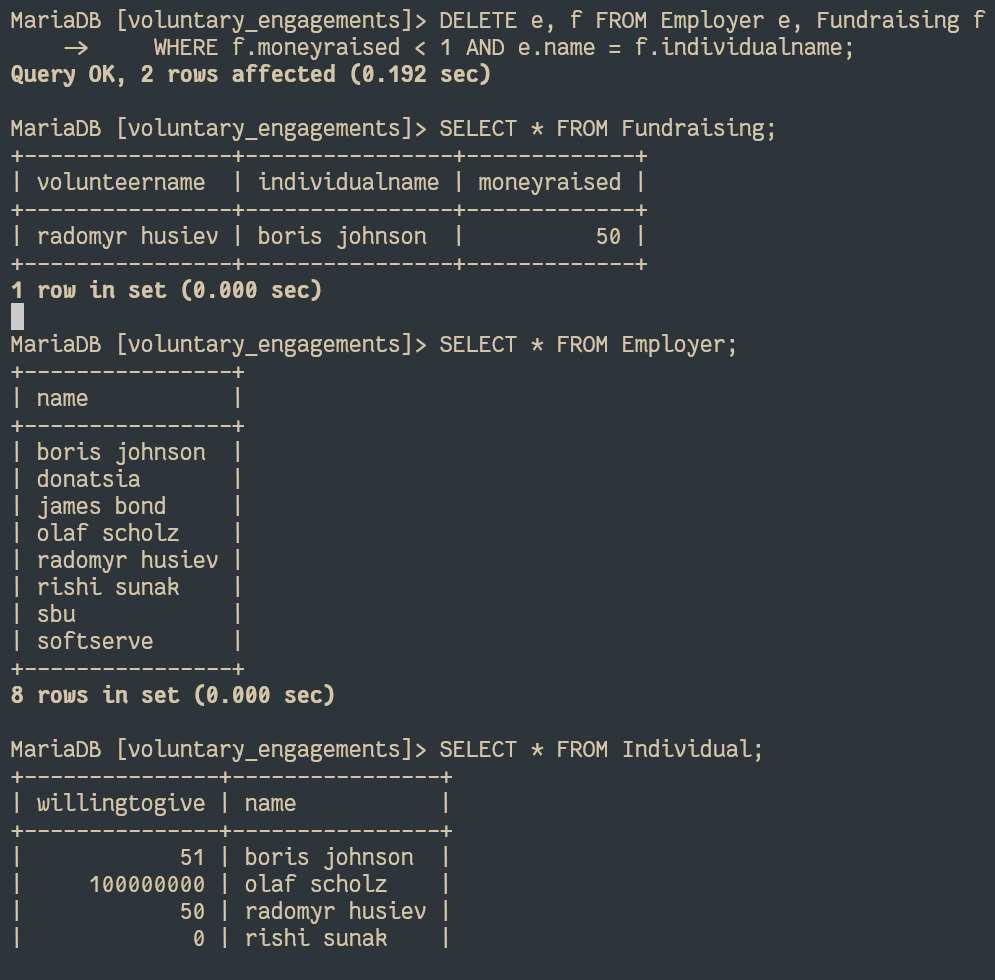 MariaDB [voluntary_engagements]> DELETE e, f FROM Employer e, Fundraising f
    ->     WHERE f.moneyraised < 1 AND e.name = f.individualname;
Query OK, 2 rows affected (0.192 sec)

MariaDB [voluntary_engagements]> SELECT * FROM Fundraising;
+----------------+----------------+-------------+
| volunteername  | individualname | moneyraised |
+----------------+----------------+-------------+
| radomyr husiev | boris johnson  |          50 |
+----------------+----------------+-------------+
1 row in set (0.000 sec)

MariaDB [voluntary_engagements]> SELECT * FROM Employer;
+----------------+
| name           |
+----------------+
| boris johnson  |
| donatsia       |
| james bond     |
| olaf scholz    |
| radomyr husiev |
| rishi sunak    |
| sbu            |
| softserve      |
+----------------+
8 rows in set (0.000 sec)

MariaDB [voluntary_engagements]> SELECT * FROM Individual;
+---------------+----------------+
| willingtogive | name           |
+---------------+----------------+
|            51 | boris johnson  |
|     100000000 | olaf scholz    |
|            50 | radomyr husiev |
|             0 | rishi sunak    |